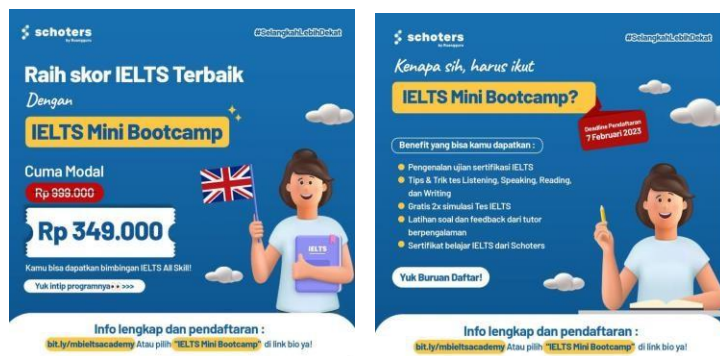 schoters
by Ruangguru
#SelangkahLebihDekat
Raih skor IELTS Terbaik
Dengan
IELTS Mini Bootcamp
Cuma Modal
Rp 999.000
Rp 349.000
Kamu bisa dapatkan bimbingan IELTS All Skill!
Yuk intip programnya👀 >>>
IELTS
Info lengkap dan pendaftaran :
bit.ly/mbieltsacademy Atau pilih "IELTS Mini Bootcamp" di link bio ya!
schoters
by Ruangguru
#SelangkahLebihDekat
Kenapa sih, harus ikut
IELTS Mini Bootcamp?
Deadline Pendaftaran
7 Februari 2023
Benefit yang bisa kamu dapatkan :
Pengenalan ujian sertifikasi IELTS
Tips & Trik tes Listening, Speaking, Reading,
dan Writing
Gratis 2x simulasi Tes IELTS
Latihan soal dan feedback dari tutor
berpengalaman
Sertifikat belajar IELTS dari Schoters
Yuk Buruan Daftar!
Info lengkap dan pendaftaran :
bit.ly/mbieltsacademy Atau pilih "IELTS Mini Bootcamp" di link bio ya!